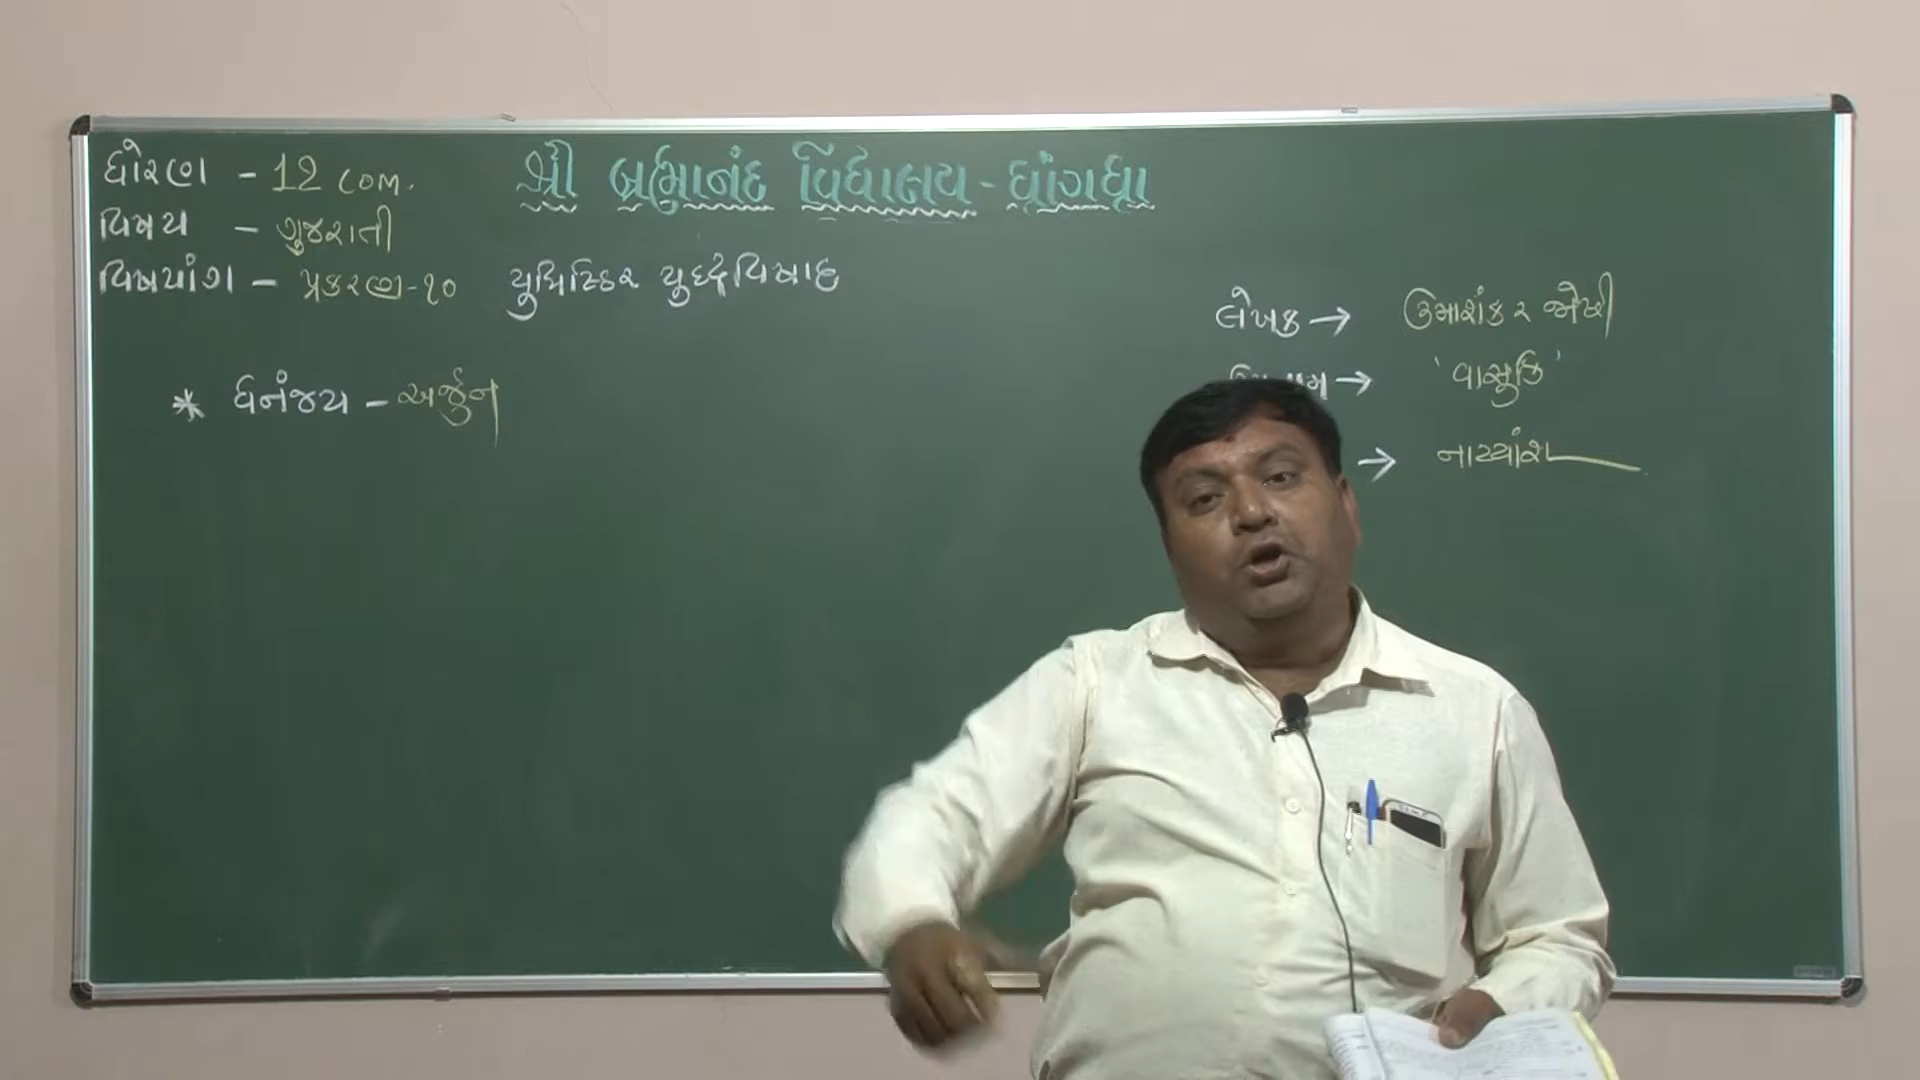 શ્રી બ્રહ્માનંદ વિદ્યાલય - ધ્રાંગધ્રા
ધોરણ - 12 com.
વિષય - ગુજરાતી
વિષયાંગ - પ્રકરણ-૧૦ યુધિષ્ઠિર યુદ્ધવિષાદ
લેખક → ઉમાશંકર જોષી
→ 'વાસુકિ'
→ નાટ્યાંશ
* ધનંજય - અર્જુન